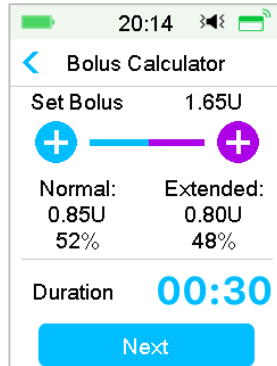 20:14
Bolus Calculator
Set Bolus 1.65U
Normal: Extended:
0.85U 0.80U
52% 48%
Duration 00:30
Next